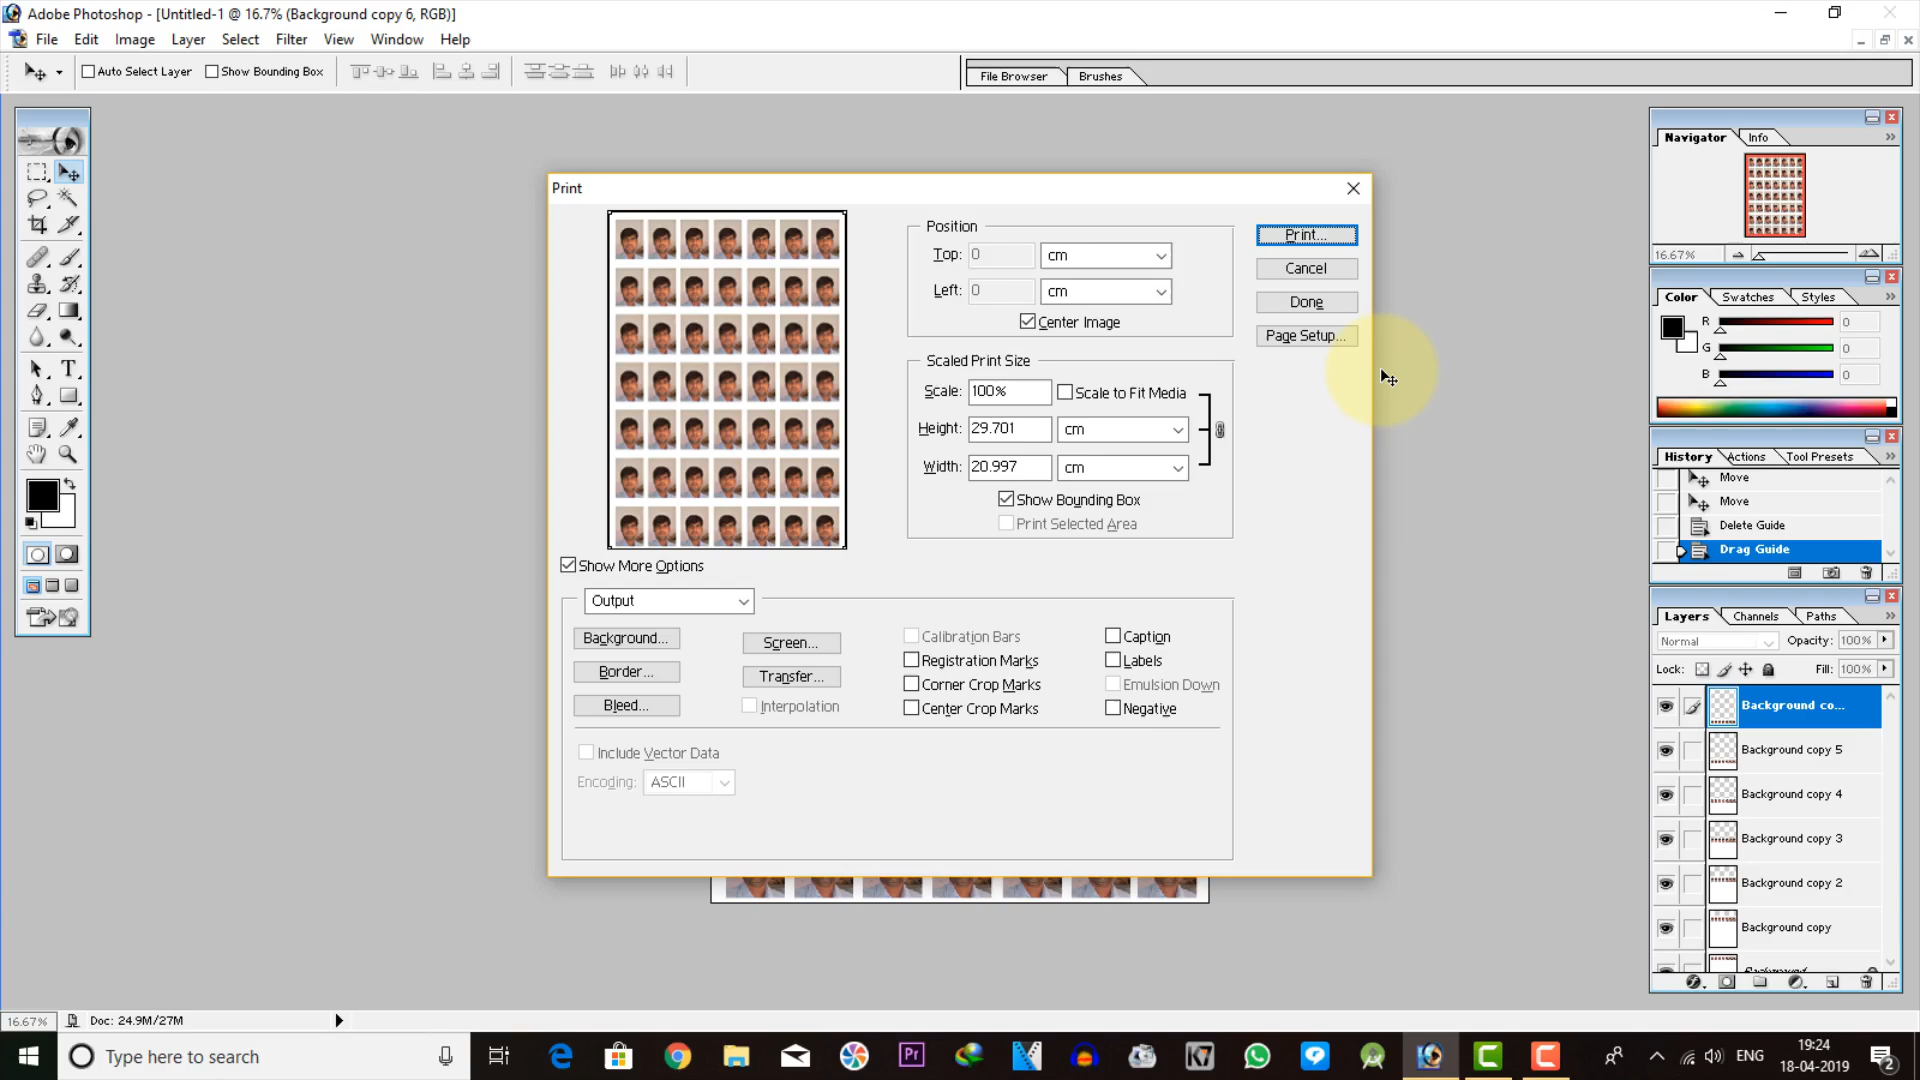 Adobe Photoshop - [Untitled-1 @ 16.7% (Background copy 6, RGB)]
File Edit Image Layer Select Filter View Window Help
Auto Select Layer Show Bounding Box File Browser Brushes
Print
Position
Top: 0 cm
Left: 0 cm
Center Image
Scaled Print Size
Scale: 100% Scale to Fit Media
Height: 29.701 cm
Width: 20.997 cm
Show Bounding Box
Print Selected Area
Print...
Cancel
Done
Page Setup...
Show More Options
Output
Background...
Border...
Bleed...
Screen...
Transfer...
Interpolation
Calibration Bars
Registration Marks
Corner Crop Marks
Center Crop Marks
Caption
Labels
Emulsion Down
Negative
Include Vector Data
Encoding: ASCII
Navigator Info
16.67%
Color Swatches Styles
R 0
G 0
B 0
History Actions Tool Presets
Move
Move
Delete Guide
Drag Guide
Layers Channels Paths
Normal Opacity: 100%
Lock: Fill: 100%
Background co...
Background copy 5
Background copy 4
Background copy 3
Background copy 2
Background copy
16.67% Doc: 24.9M/27M
Type here to search
Pr
ENG
19:24
18-04-2019
2